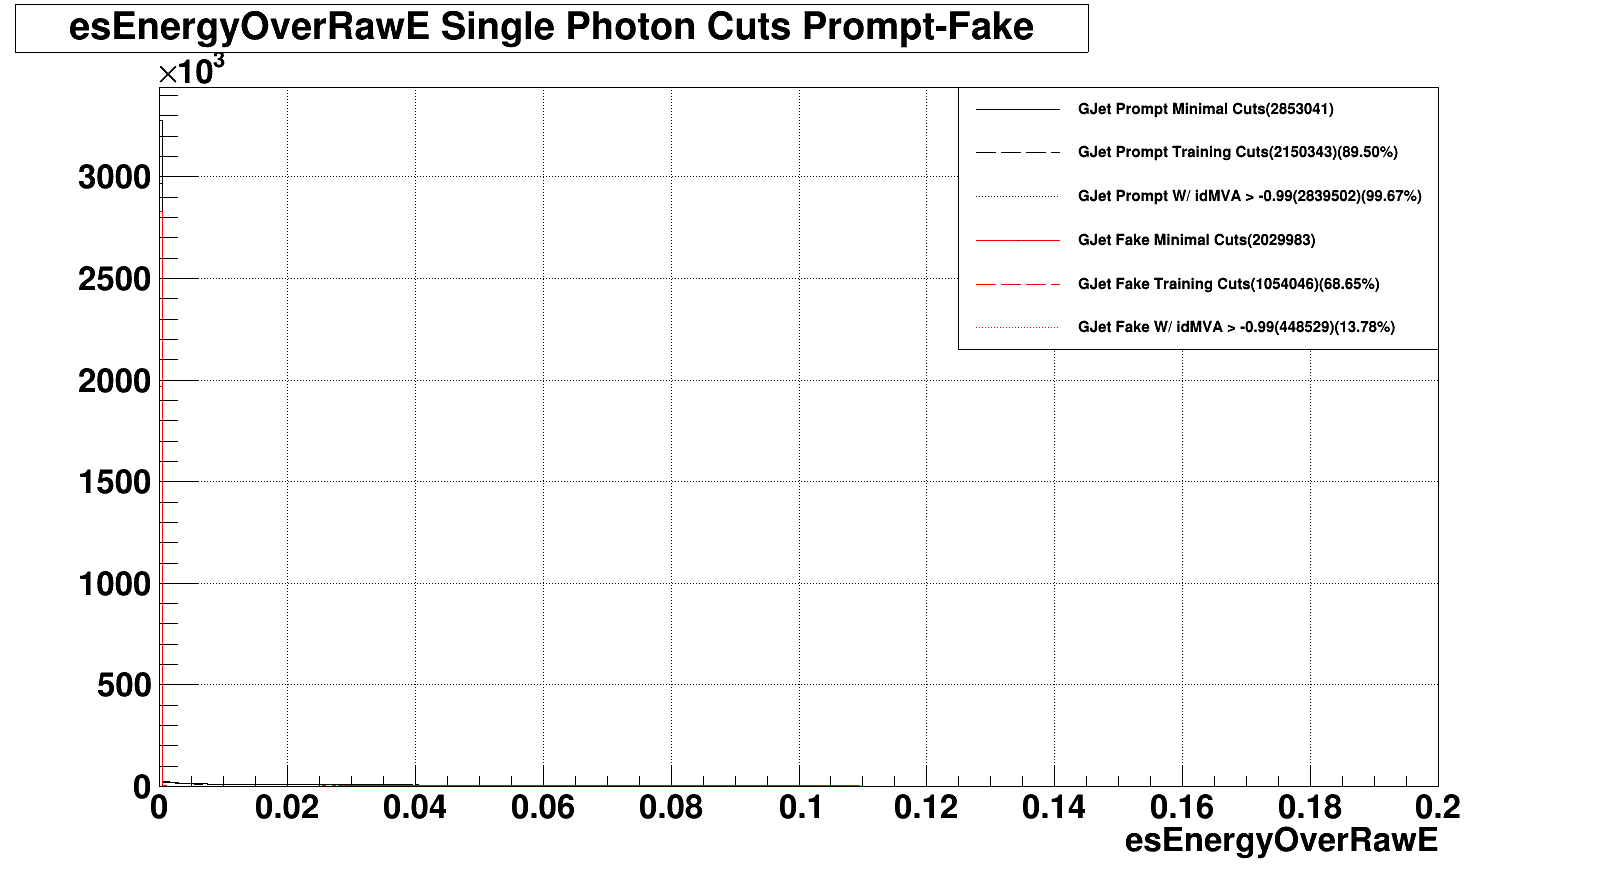 esEnergyOverRawE Single Photon Cuts Prompt-Fake
×10³
GJet Prompt Minimal Cuts(2853041)
GJet Prompt Training Cuts(2150343)(89.50%)
GJet Prompt W/ idMVA > -0.99(2839502)(99.67%)
GJet Fake Minimal Cuts(2029983)
GJet Fake Training Cuts(1054046)(68.65%)
GJet Fake W/ idMVA > -0.99(448529)(13.78%)
3000
2500
2000
1500
1000
500
0
0 0.02 0.04 0.06 0.08 0.1 0.12 0.14 0.16 0.18 0.2
esEnergyOverRawE